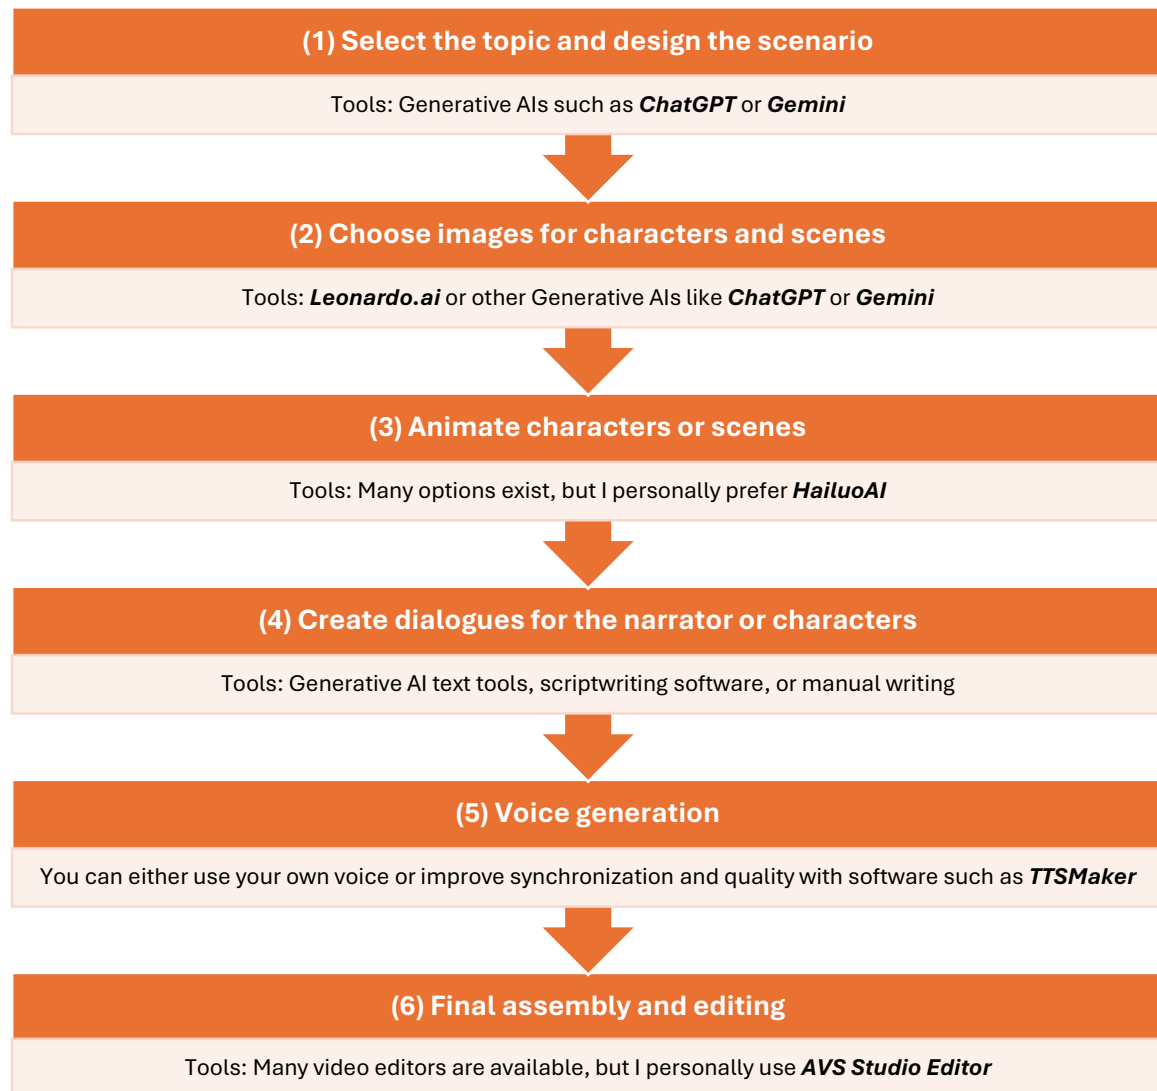 (1) Select the topic and design the scenario
Tools: Generative AIs such as ChatGPT or Gemini
(2) Choose images for characters and scenes
Tools: Leonardo.ai or other Generative AIs like ChatGPT or Gemini
(3) Animate characters or scenes
Tools: Many options exist, but I personally prefer HailuoAI
(4) Create dialogues for the narrator or characters
Tools: Generative AI text tools, scriptwriting software, or manual writing
(5) Voice generation
You can either use your own voice or improve synchronization and quality with software such as TTSMaker
(6) Final assembly and editing
Tools: Many video editors are available, but I personally use AVS Studio Editor